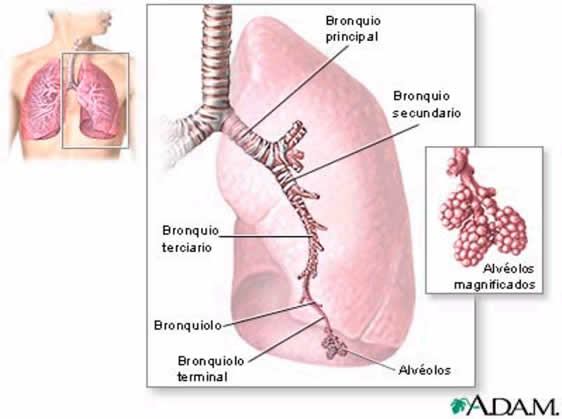 Bronquio
principal
Bronquio
secundario
Bronquio
terciario
Bronquiolo
Bronquiolo
terminal
Alvéolos
Alvéolos
magnificados
A.D.A.M.